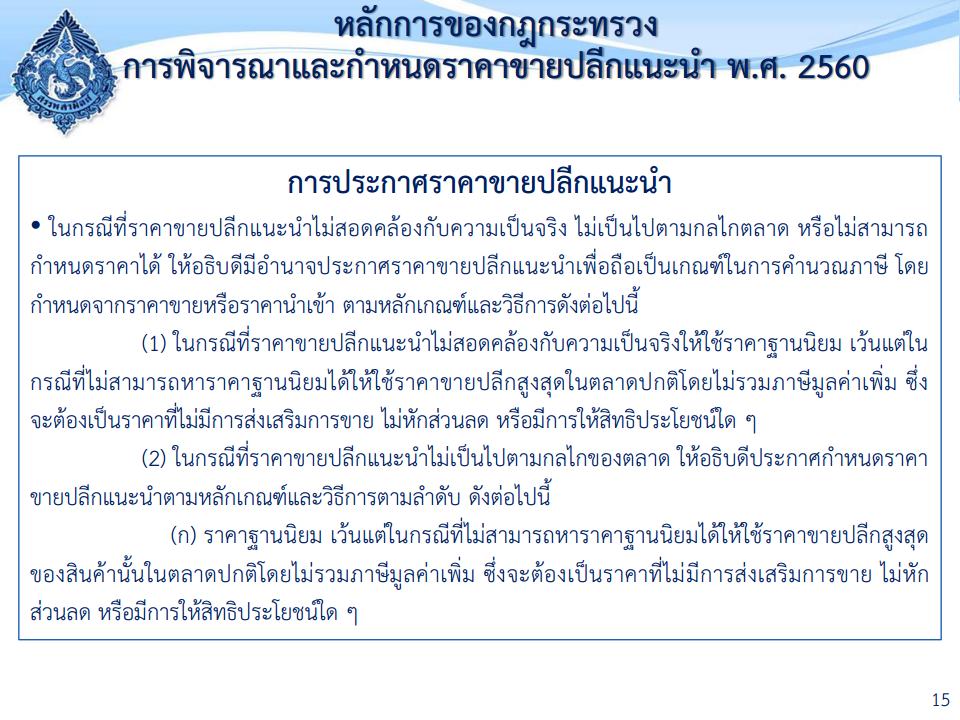 หลักการของกฎกระทรวง
การพิจารณาและกำหนดราคาขายปลีกแนะนำ พ.ศ. 2560
สรรพสามิต
การประกาศราคาขายปลีกแนะนำ
• ในกรณีที่ราคาขายปลีกแนะนำไม่สอดคล้องกับความเป็นจริง ไม่เป็นไปตามกลไกตลาด หรือไม่สามารถ
กำหนดราคาได้ ให้อธิบดีมีอำนาจประกาศราคาขายปลีกแนะนำเพื่อถือเป็นเกณฑ์ในการคำนวณภาษี โดย
กำหนดจากราคาขายหรือราคานำเข้า ตามหลักเกณฑ์และวิธีการดังต่อไปนี้
(1) ในกรณีที่ราคาขายปลีกแนะนำไม่สอดคล้องกับความเป็นจริงให้ใช้ราคาฐานนิยม เว้นแต่ใน
กรณีที่ไม่สามารถหาราคาฐานนิยมได้ให้ใช้ราคาขายปลีกสูงสุดในตลาดปกติโดยไม่รวมภาษีมูลค่าเพิ่ม ซึ่ง
จะต้องเป็นราคาที่ไม่มีการส่งเสริมการขาย ไม่หักส่วนลด หรือมีการให้สิทธิประโยชน์ใด ๆ
(2) ในกรณีที่ราคาขายปลีกแนะนำไม่เป็นไปตามกลไกของตลาด ให้อธิบดีประกาศกำหนดราคา
ขายปลีกแนะนำตามหลักเกณฑ์และวิธีการตามลำดับ ดังต่อไปนี้
(ก) ราคาฐานนิยม เว้นแต่ในกรณีที่ไม่สามารถหาราคาฐานนิยมได้ให้ใช้ราคาขายปลีกสูงสุด
ของสินค้านั้นในตลาดปกติโดยไม่รวมภาษีมูลค่าเพิ่ม ซึ่งจะต้องเป็นราคาที่ไม่มีการส่งเสริมการขาย ไม่หัก
ส่วนลด หรือมีการให้สิทธิประโยชน์ใด ๆ
15